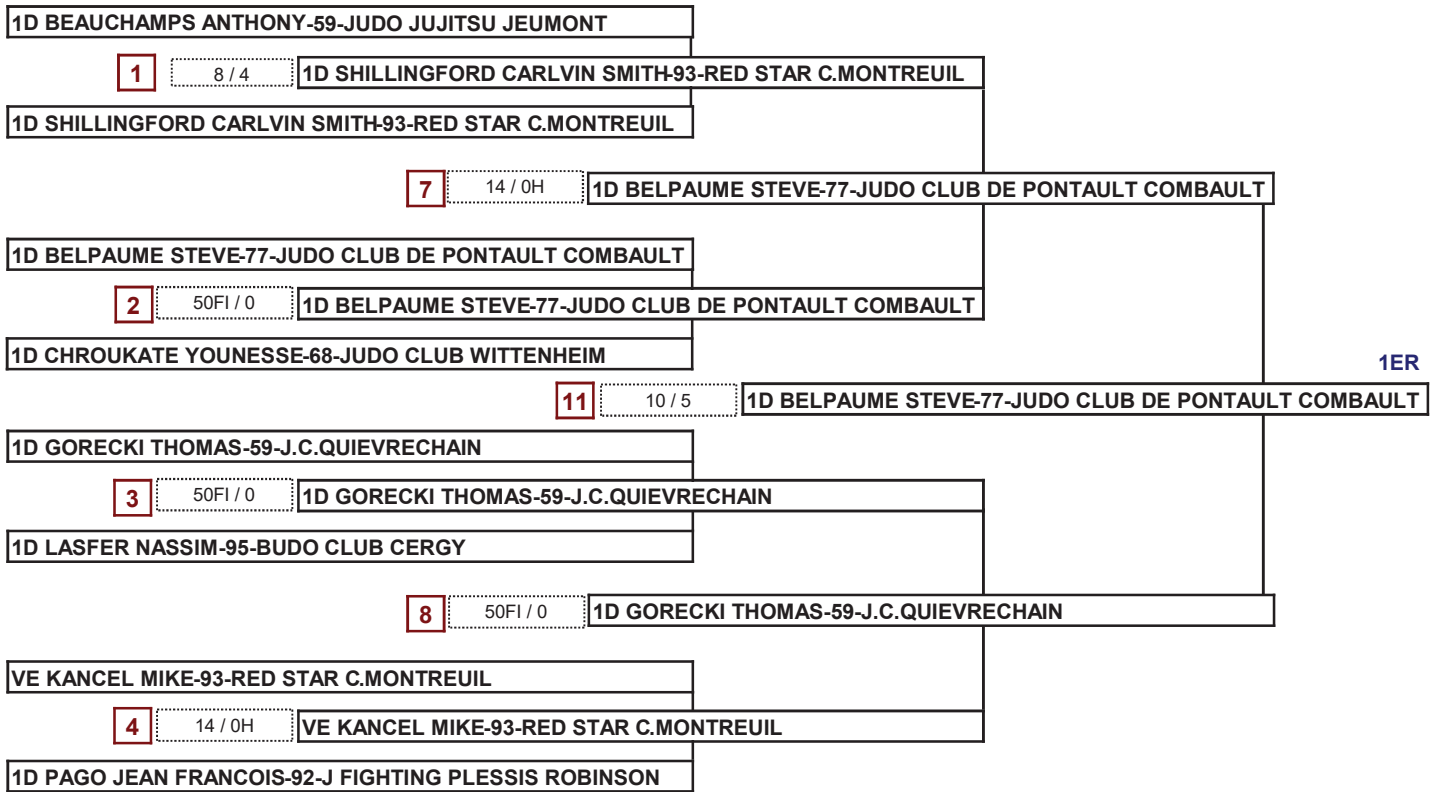 1D BEAUCHAMPS ANTHONY-59-JUDO JUJITSU JEUMONT
1 8 / 4 1D SHILLINGFORD CARLVIN SMITH-93-RED STAR C.MONTREUIL
1D SHILLINGFORD CARLVIN SMITH-93-RED STAR C.MONTREUIL
7 14 / 0H 1D BELPAUME STEVE-77-JUDO CLUB DE PONTAULT COMBAULT
1D BELPAUME STEVE-77-JUDO CLUB DE PONTAULT COMBAULT
2 50FI / 0 1D BELPAUME STEVE-77-JUDO CLUB DE PONTAULT COMBAULT
1D CHROUKATE YOUNESSE-68-JUDO CLUB WITTENHEIM
1ER
11 10 / 5 1D BELPAUME STEVE-77-JUDO CLUB DE PONTAULT COMBAULT
1D GORECKI THOMAS-59-J.C.QUIEVRECHAIN
3 50FI / 0 1D GORECKI THOMAS-59-J.C.QUIEVRECHAIN
1D LASFER NASSIM-95-BUDO CLUB CERGY
8 50FI / 0 1D GORECKI THOMAS-59-J.C.QUIEVRECHAIN
VE KANCEL MIKE-93-RED STAR C.MONTREUIL
4 14 / 0H VE KANCEL MIKE-93-RED STAR C.MONTREUIL
1D PAGO JEAN FRANCOIS-92-J FIGHTING PLESSIS ROBINSON